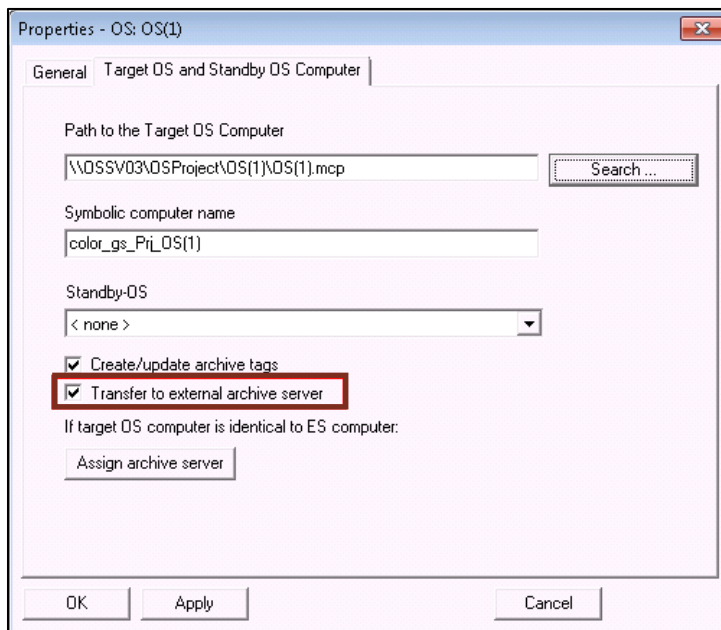 Properties - OS: OS(1)
General
Target OS and Standby OS Computer
Path to the Target OS Computer
\\OSSV03\OSProject\OS(1)\OS(1).mcp
Search ...
Symbolic computer name
color_gs_Prj_OS(1)
Standby-OS
< none >
Create/update archive tags
Transfer to external archive server
If target OS computer is identical to ES computer:
Assign archive server
OK
Apply
Cancel